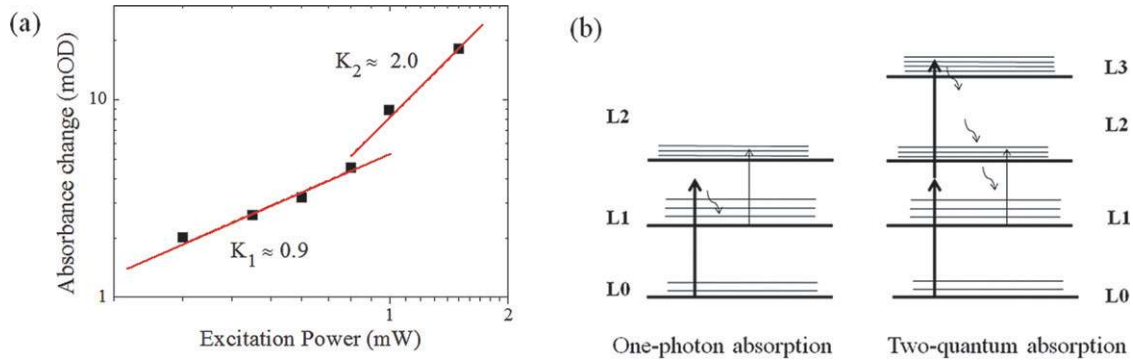 (a)
Absorbance change (mOD)
10
1
K₂ ≈ 2.0
K₁ ≈ 0.9
1
2
Excitation Power (mW)
(b)
L2
L1
L0
One-photon absorption
L3
L2
L1
L0
Two-quantum absorption